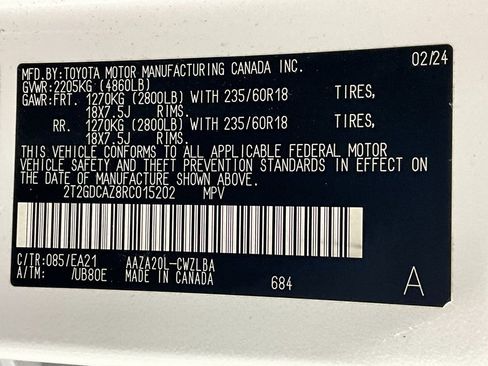 MFD.BY:TOYOTA MOTOR MANUFACTURING CANADA INC. 02/24
GVWR:2205KG (4860LB)
GAWR:FRT. 1270KG (2800LB) WITH 235/60R18 TIRES,
18X7.5J RIMS.
RR. 1270KG (2800LB) WITH 235/60R18 TIRES,
18X7.5J RIMS.
THIS VEHICLE CONFORMS TO ALL APPLICABLE FEDERAL MOTOR
VEHICLE SAFETY AND THEFT PREVENTION STANDARDS IN EFFECT ON
THE DATE OF MANUFACTURE SHOWN ABOVE.
2T2GDCAZ8RC015202 MPV
C/TR:085/EA21 AAZA20L-CWZLBA
A/TM: /UB80E MADE IN CANADA 684 A